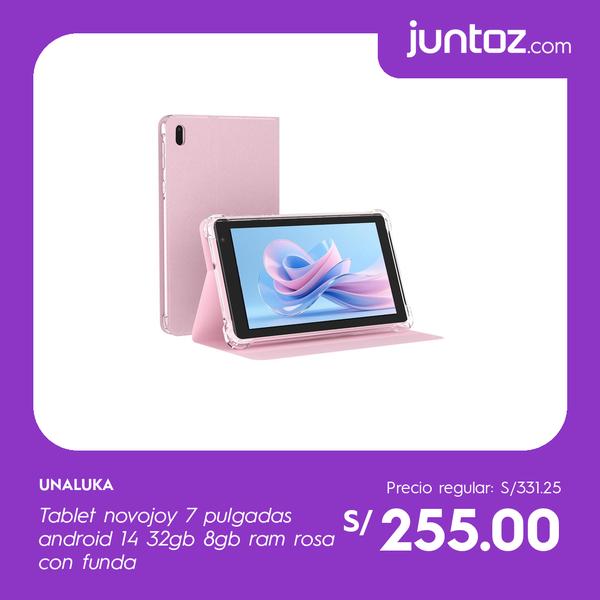 juntoz.com
UNALUKA
Tablet novojoy 7 pulgadas
android 14 32gb 8gb ram rosa
con funda
Precio regular: S/331.25
S/ 255.00